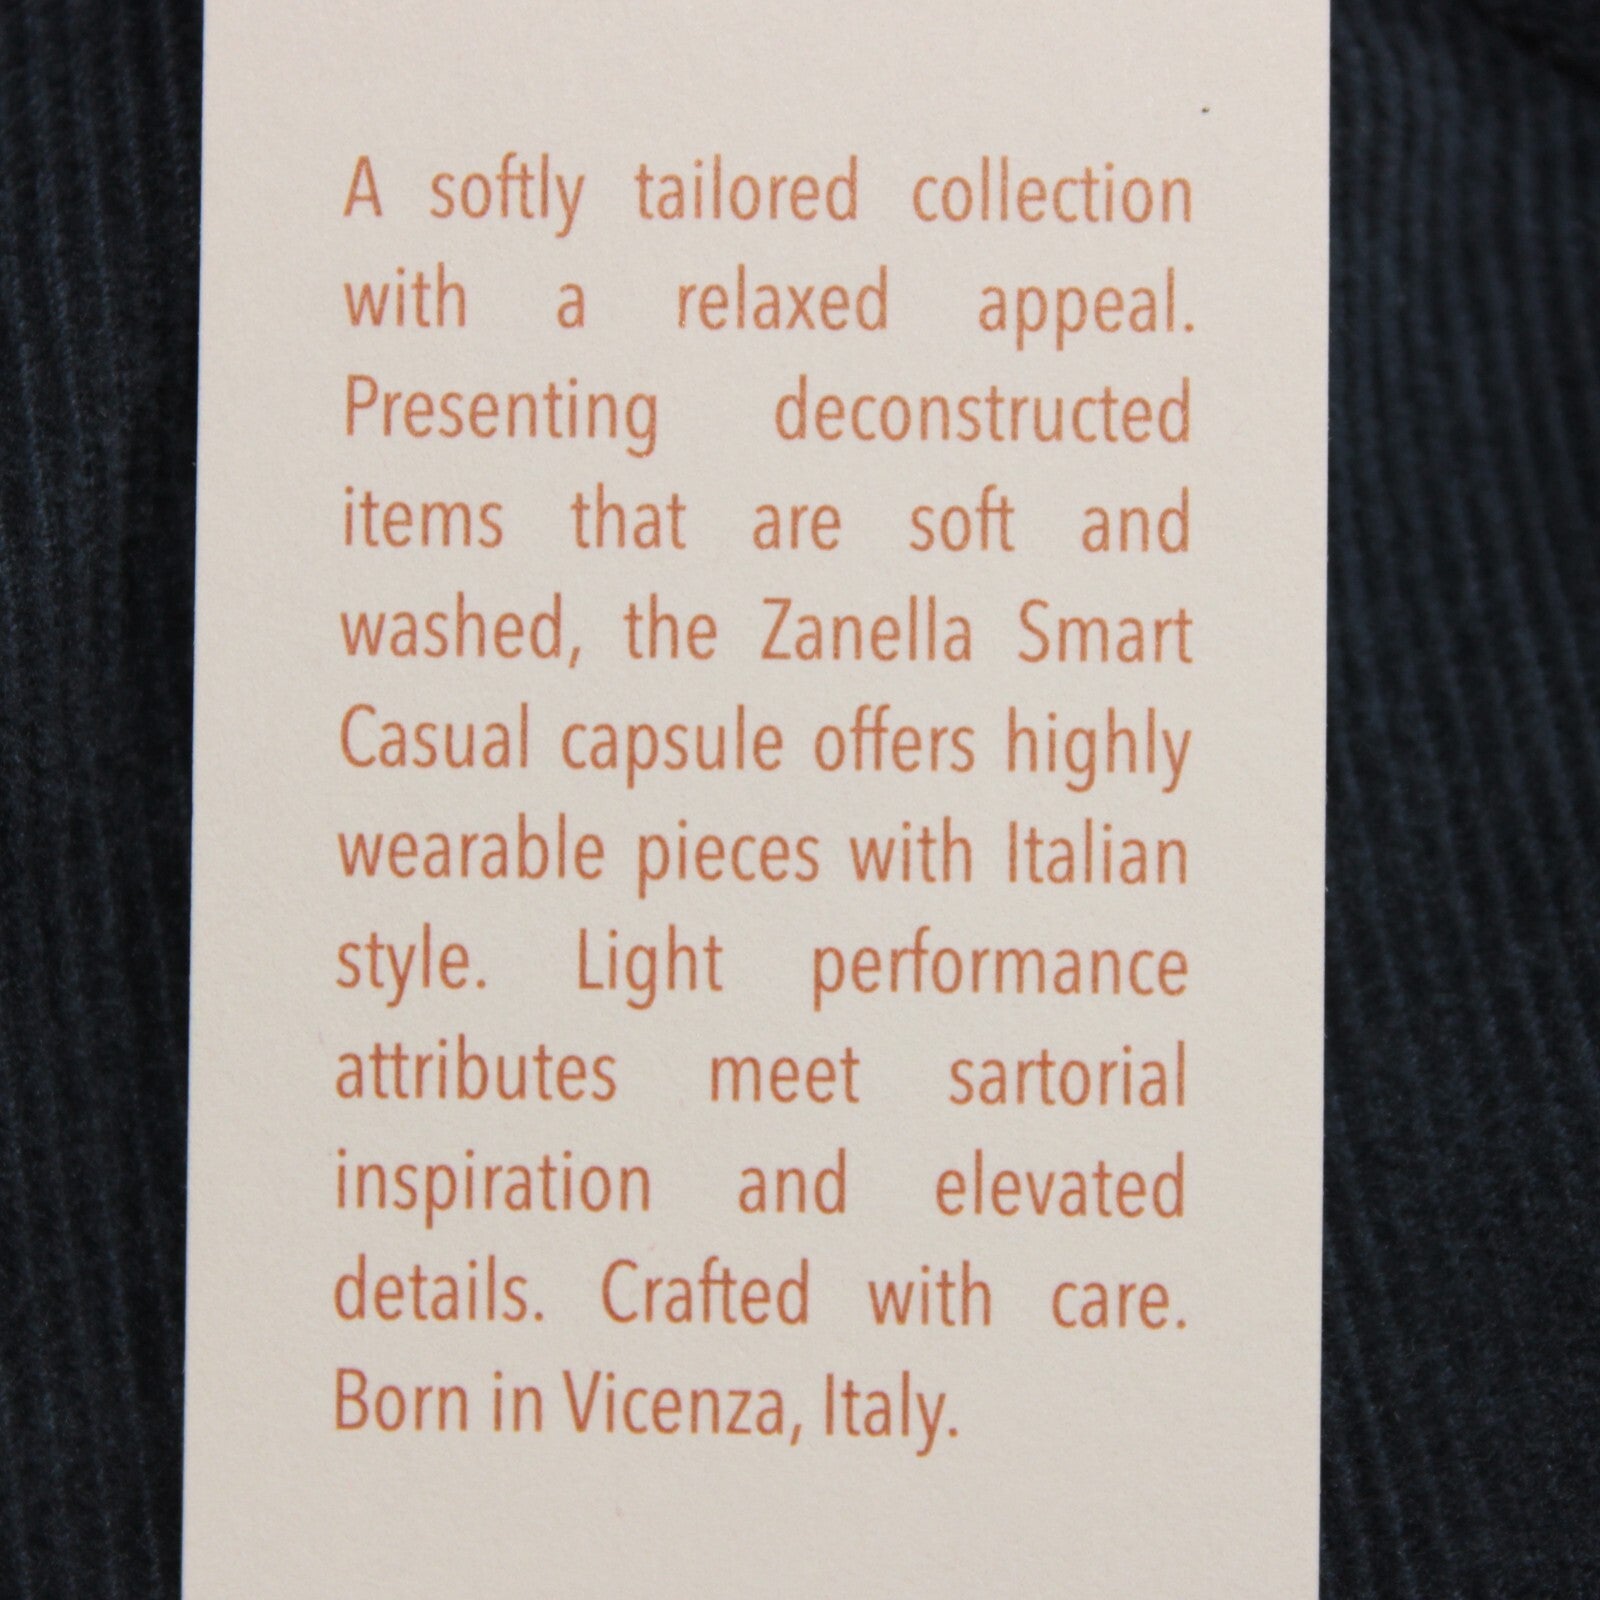 A softly tailored collection
with a relaxed appeal.
Presenting deconstructed
items that are soft and
washed, the Zanella Smart
Casual capsule offers highly
wearable pieces with Italian
style. Light performance
attributes meet sartorial
inspiration and elevated
details. Crafted with care.
Born in Vicenza, Italy.